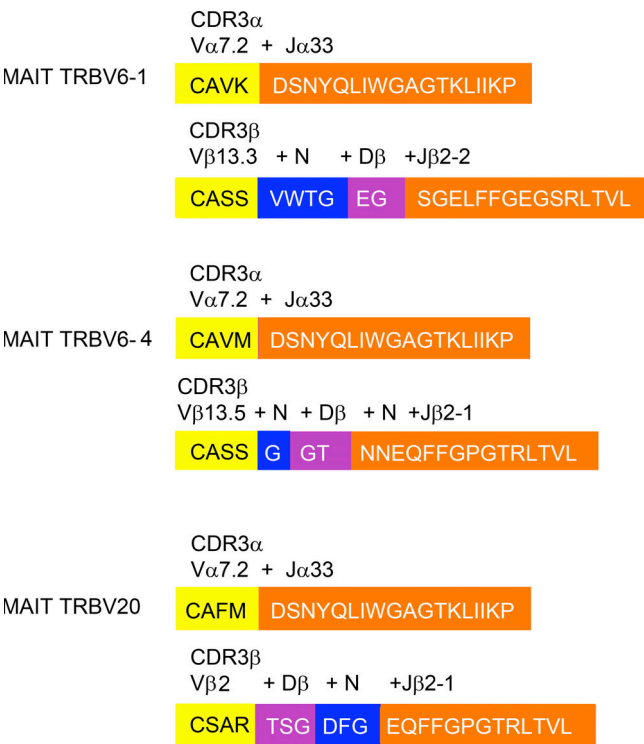 CDR3α
Vα7.2 + Jα33
MAIT TRBV6-1
CAVK DSNYQLIWGAGTKLIIKP
CDR3β
Vβ13.3 + N + Dβ +Jβ2-2
CASS VWTG EG SGELFFGEGSRLTVL
CDR3α
Vα7.2 + Jα33
MAIT TRBV6-4
CAVM DSNYQLIWGAGTKLIIKP
CDR3β
Vβ13.5 + N + Dβ + N +Jβ2-1
CASS G GT NNEQFFGPGTRLTVL
CDR3α
Vα7.2 + Jα33
MAIT TRBV20
CAFM DSNYQLIWGAGTKLIIKP
CDR3β
Vβ2 + Dβ + N +Jβ2-1
CSAR TSG DFG EQFFGPGTRLTVL